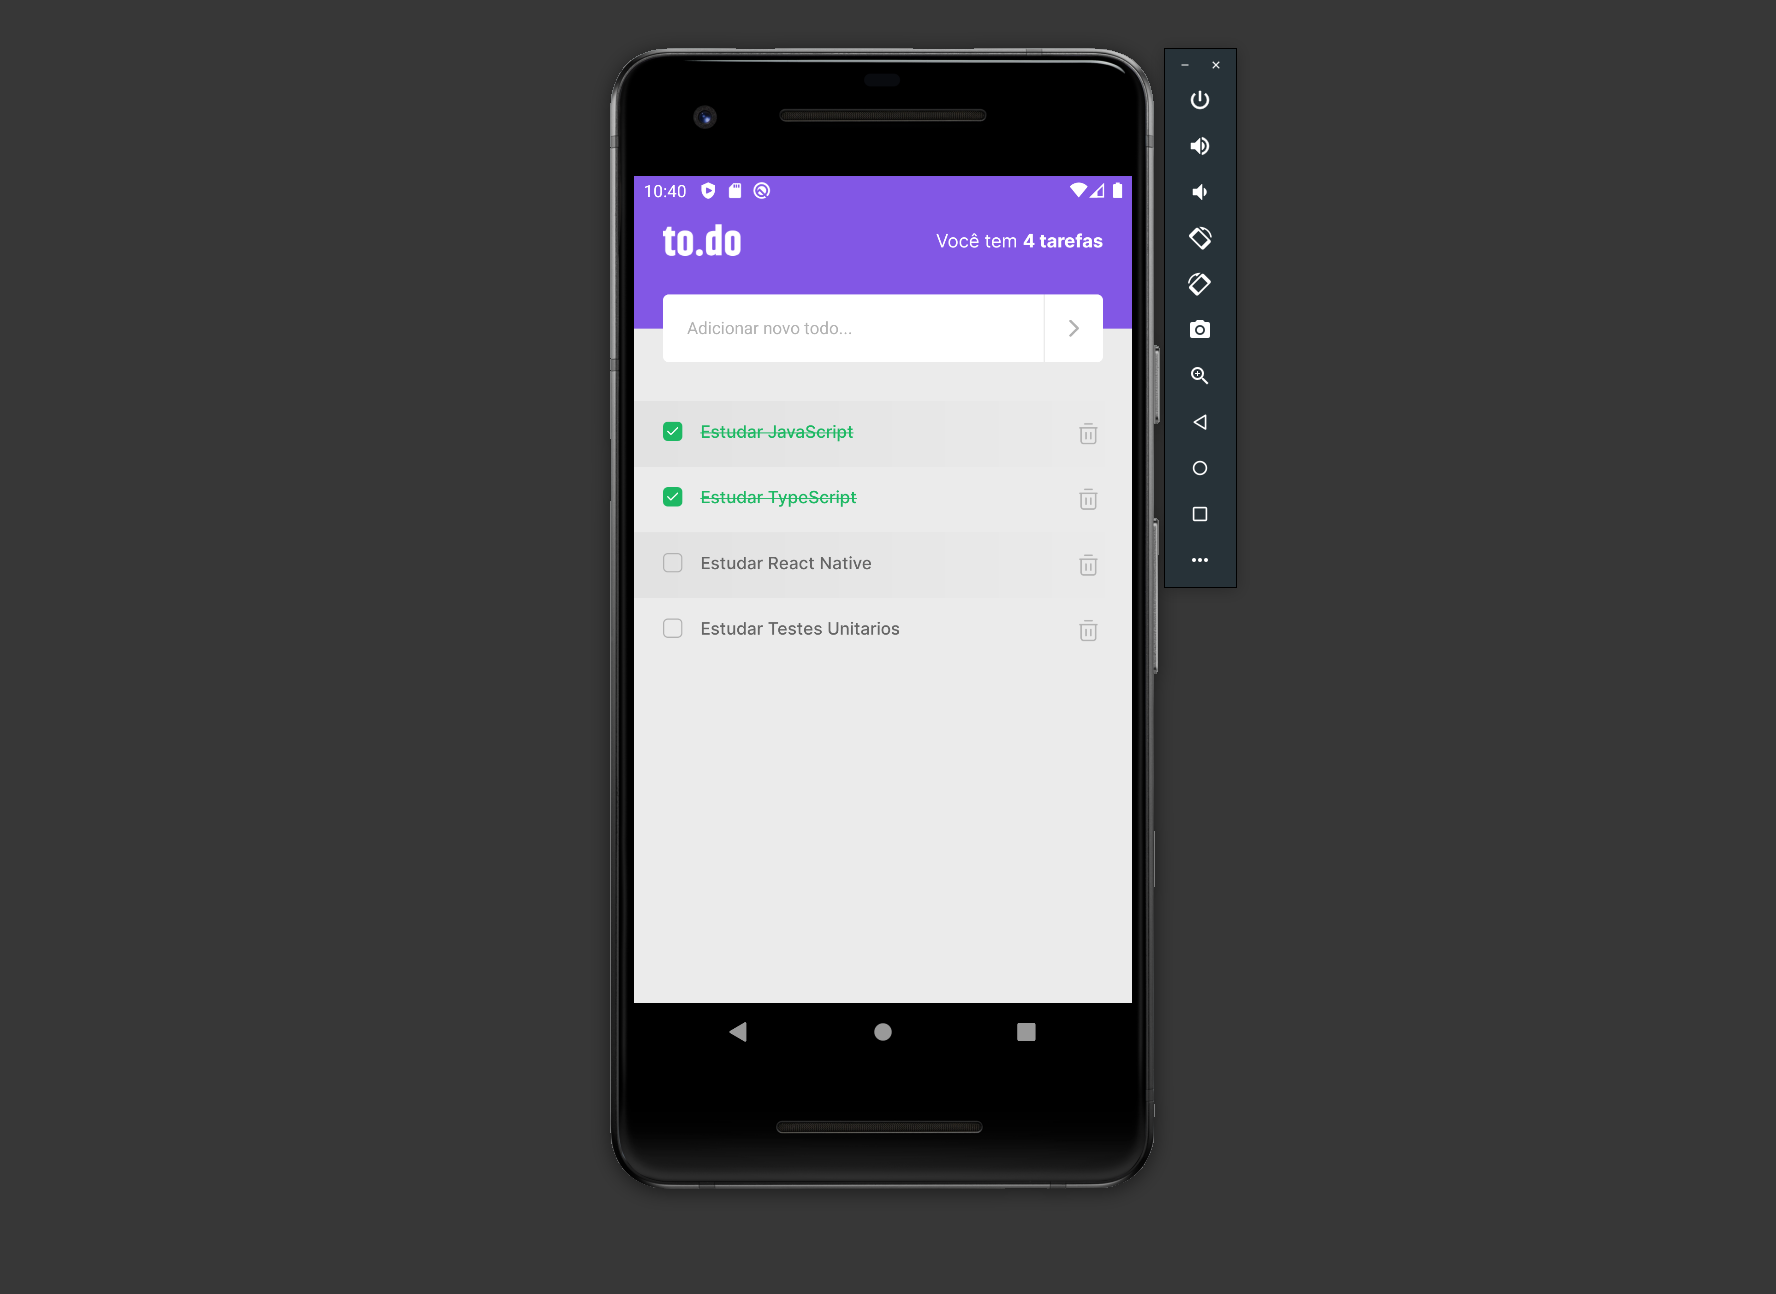 10:40
to.do
Você tem 4 tarefas
Adicionar novo todo...
Estudar JavaScript
Estudar TypeScript
Estudar React Native
Estudar Testes Unitarios